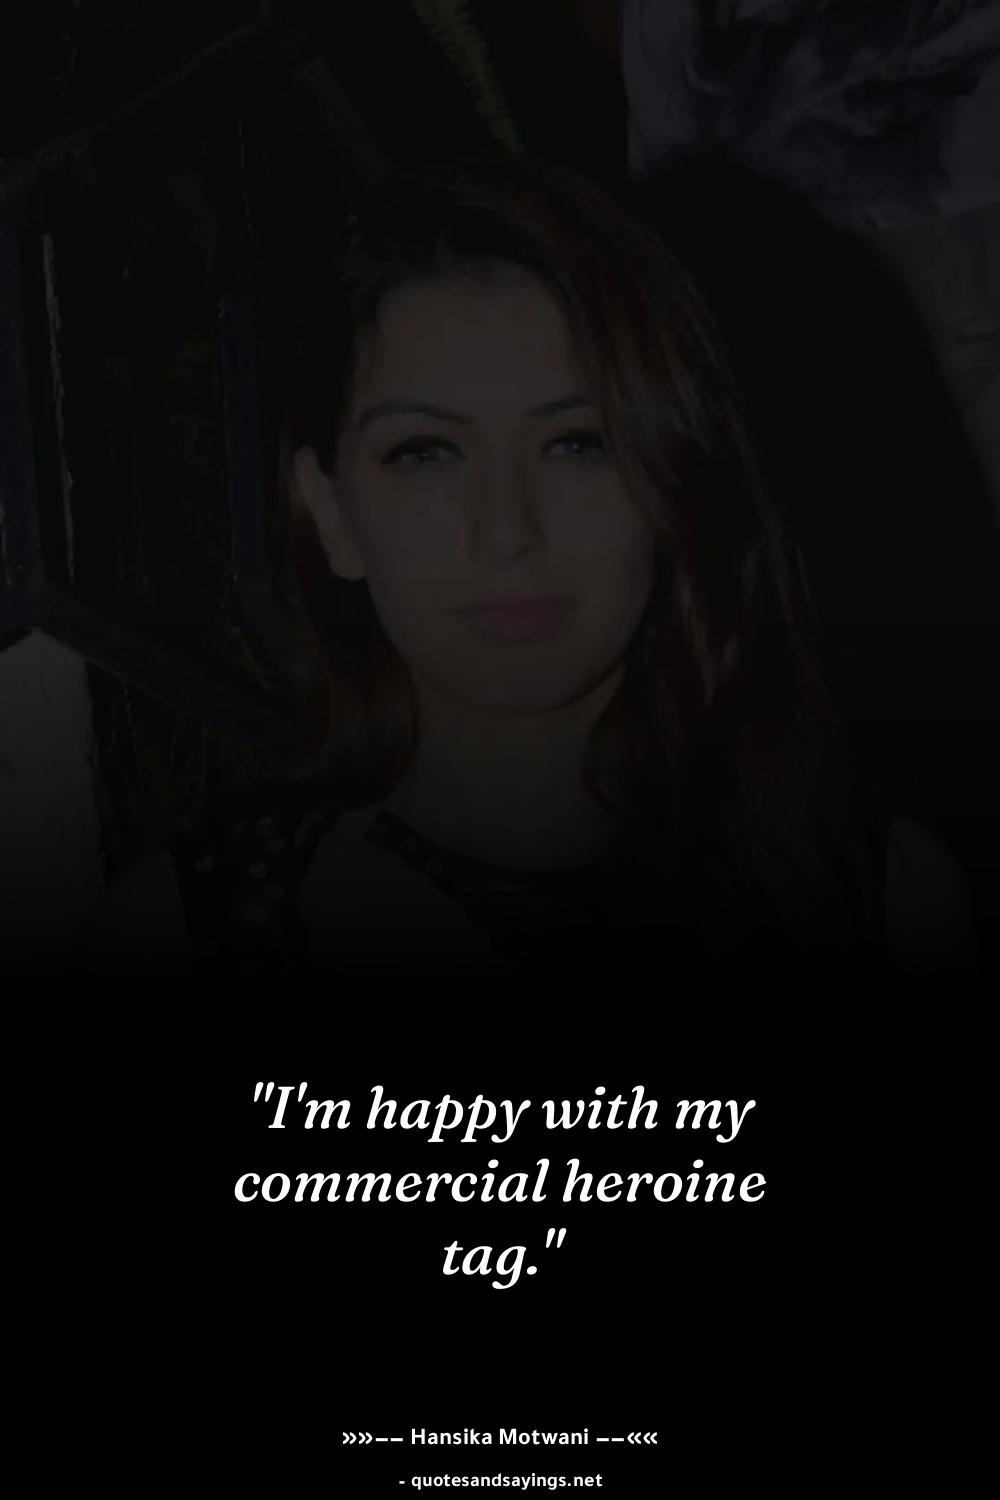 "I'm happy with my
commercial heroine
tag."
»»−− Hansika Motwani −−««
- quotesandsayings.net